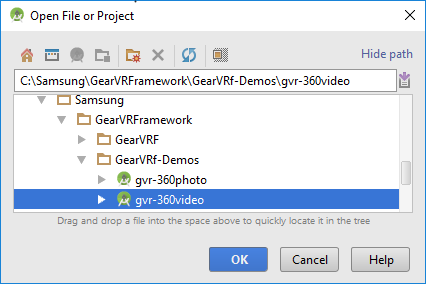 Open File or Project
Hide path
C:\Samsung\GearVRFramework\GearVRf-Demos\gvr-360video
Samsung
GearVRFramework
GearVRF
GearVRf-Demos
gvr-360photo
gvr-360video
Drag and drop a file into the space above to quickly locate it in the tree
OK
Cancel
Help